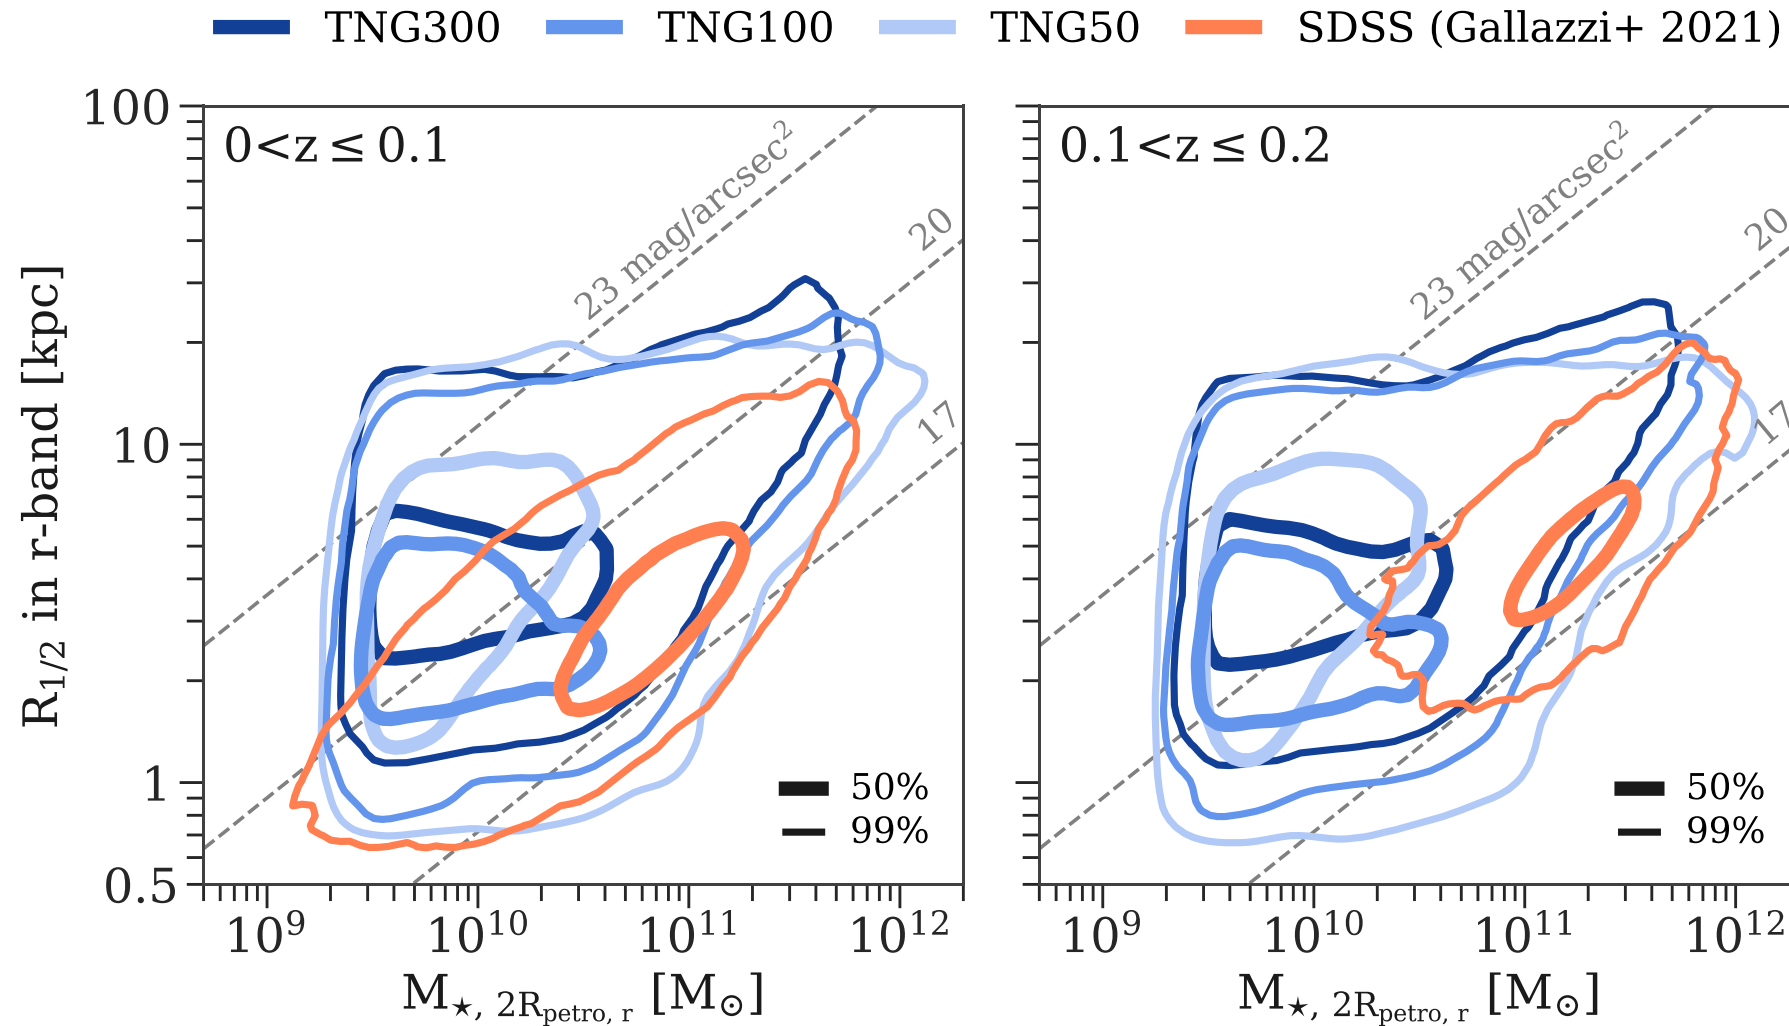 TNG300 TNG100 TNG50 SDSS (Gallazzi+ 2021)
0<z ≤ 0.1
0.1<z ≤ 0.2
23 mag/arcsec²
20
17
23 mag/arcsec²
20
17
100
10
1
0.5
R₁/₂ in r-band [kpc]
50%
99%
50%
99%
10⁹ 10¹⁰ 10¹¹ 10¹²
10⁹ 10¹⁰ 10¹¹ 10¹²
M★, 2Rpetro, r [M⊙]
M★, 2Rpetro, r [M⊙]